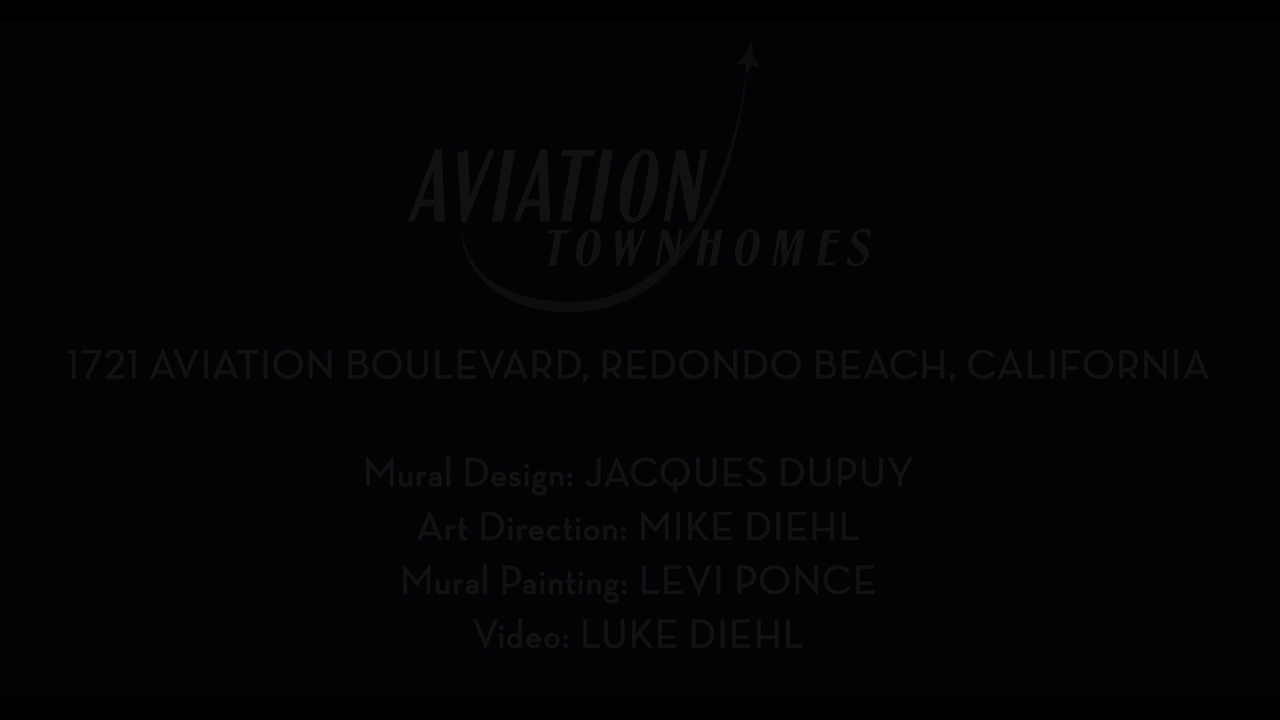 AVIATION
TOWNHOMES
1721 AVIATION BOULEVARD, REDONDO BEACH, CALIFORNIA
Mural Design: JACQUES DUPUY
Art Direction: MIKE DIEHL
Mural Painting: LEVI PONCE
Video: LUKE DIEHL